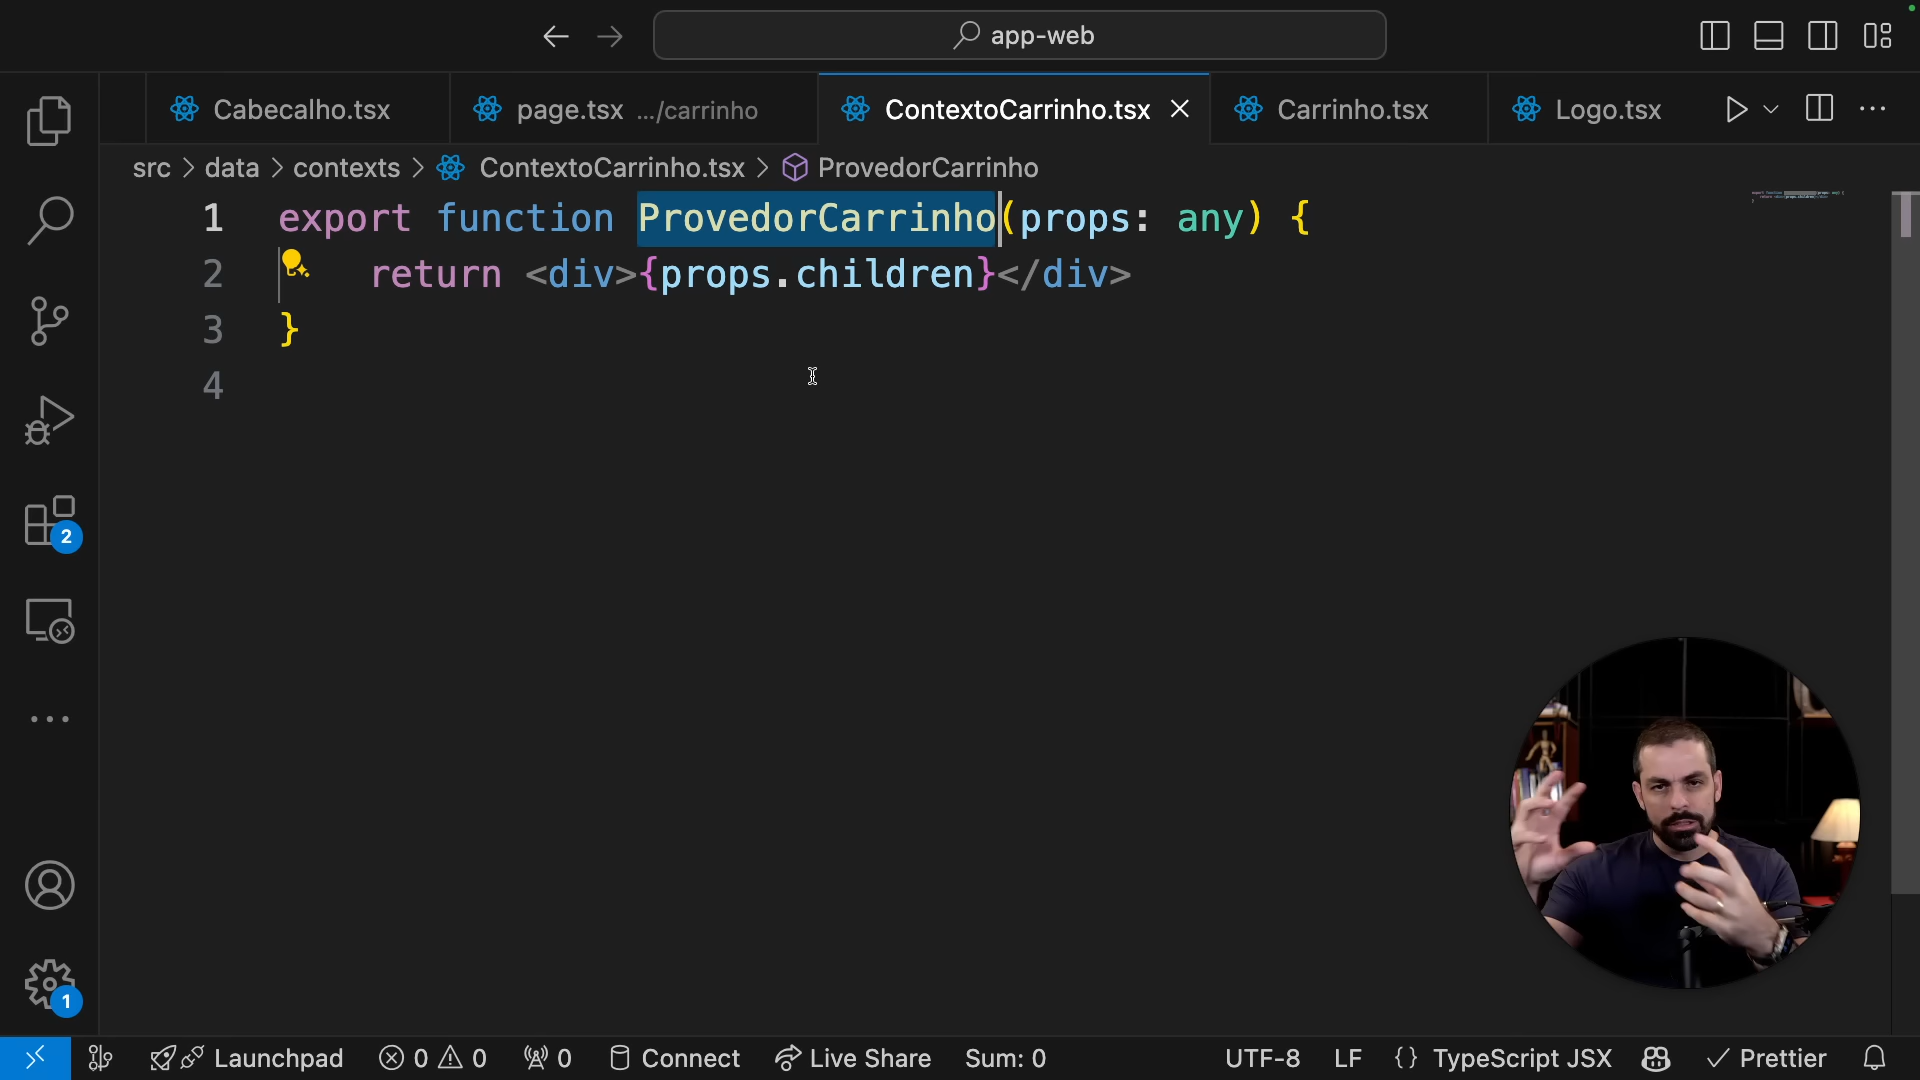 app-web
Cabecalho.tsx
page.tsx .../carrinho
ContextoCarrinho.tsx
Carrinho.tsx
Logo.tsx
src > data > contexts > ContextoCarrinho.tsx > ProvedorCarrinho
1 export function ProvedorCarrinho(props: any) {
2 return <div>{props.children}</div>
3 }
4
2
1
Launchpad 0 0 0 Connect Live Share Sum: 0 UTF-8 LF {} TypeScript JSX Prettier